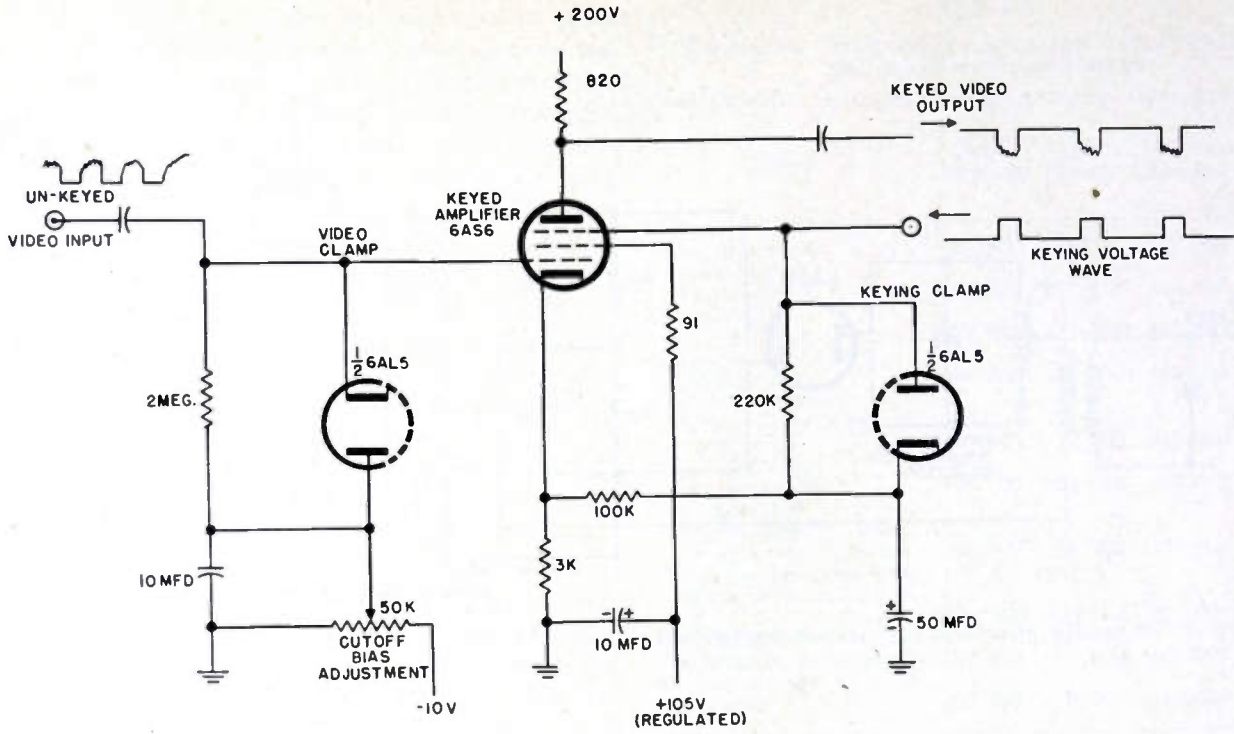 + 200V
820
KEYED VIDEO
OUTPUT
UN-KEYED
VIDEO INPUT
KEYED
AMPLIFIER
6AS6
VIDEO
CLAMP
KEYING VOLTAGE
WAVE
KEYING CLAMP
91
1/2 6AL5
1/2 6AL5
2MEG.
220K
100K
3K
10MFD
50K
CUTOFF
BIAS
ADJUSTMENT
10 MFD
50 MFD
-10V
+105V
(REGULATED)